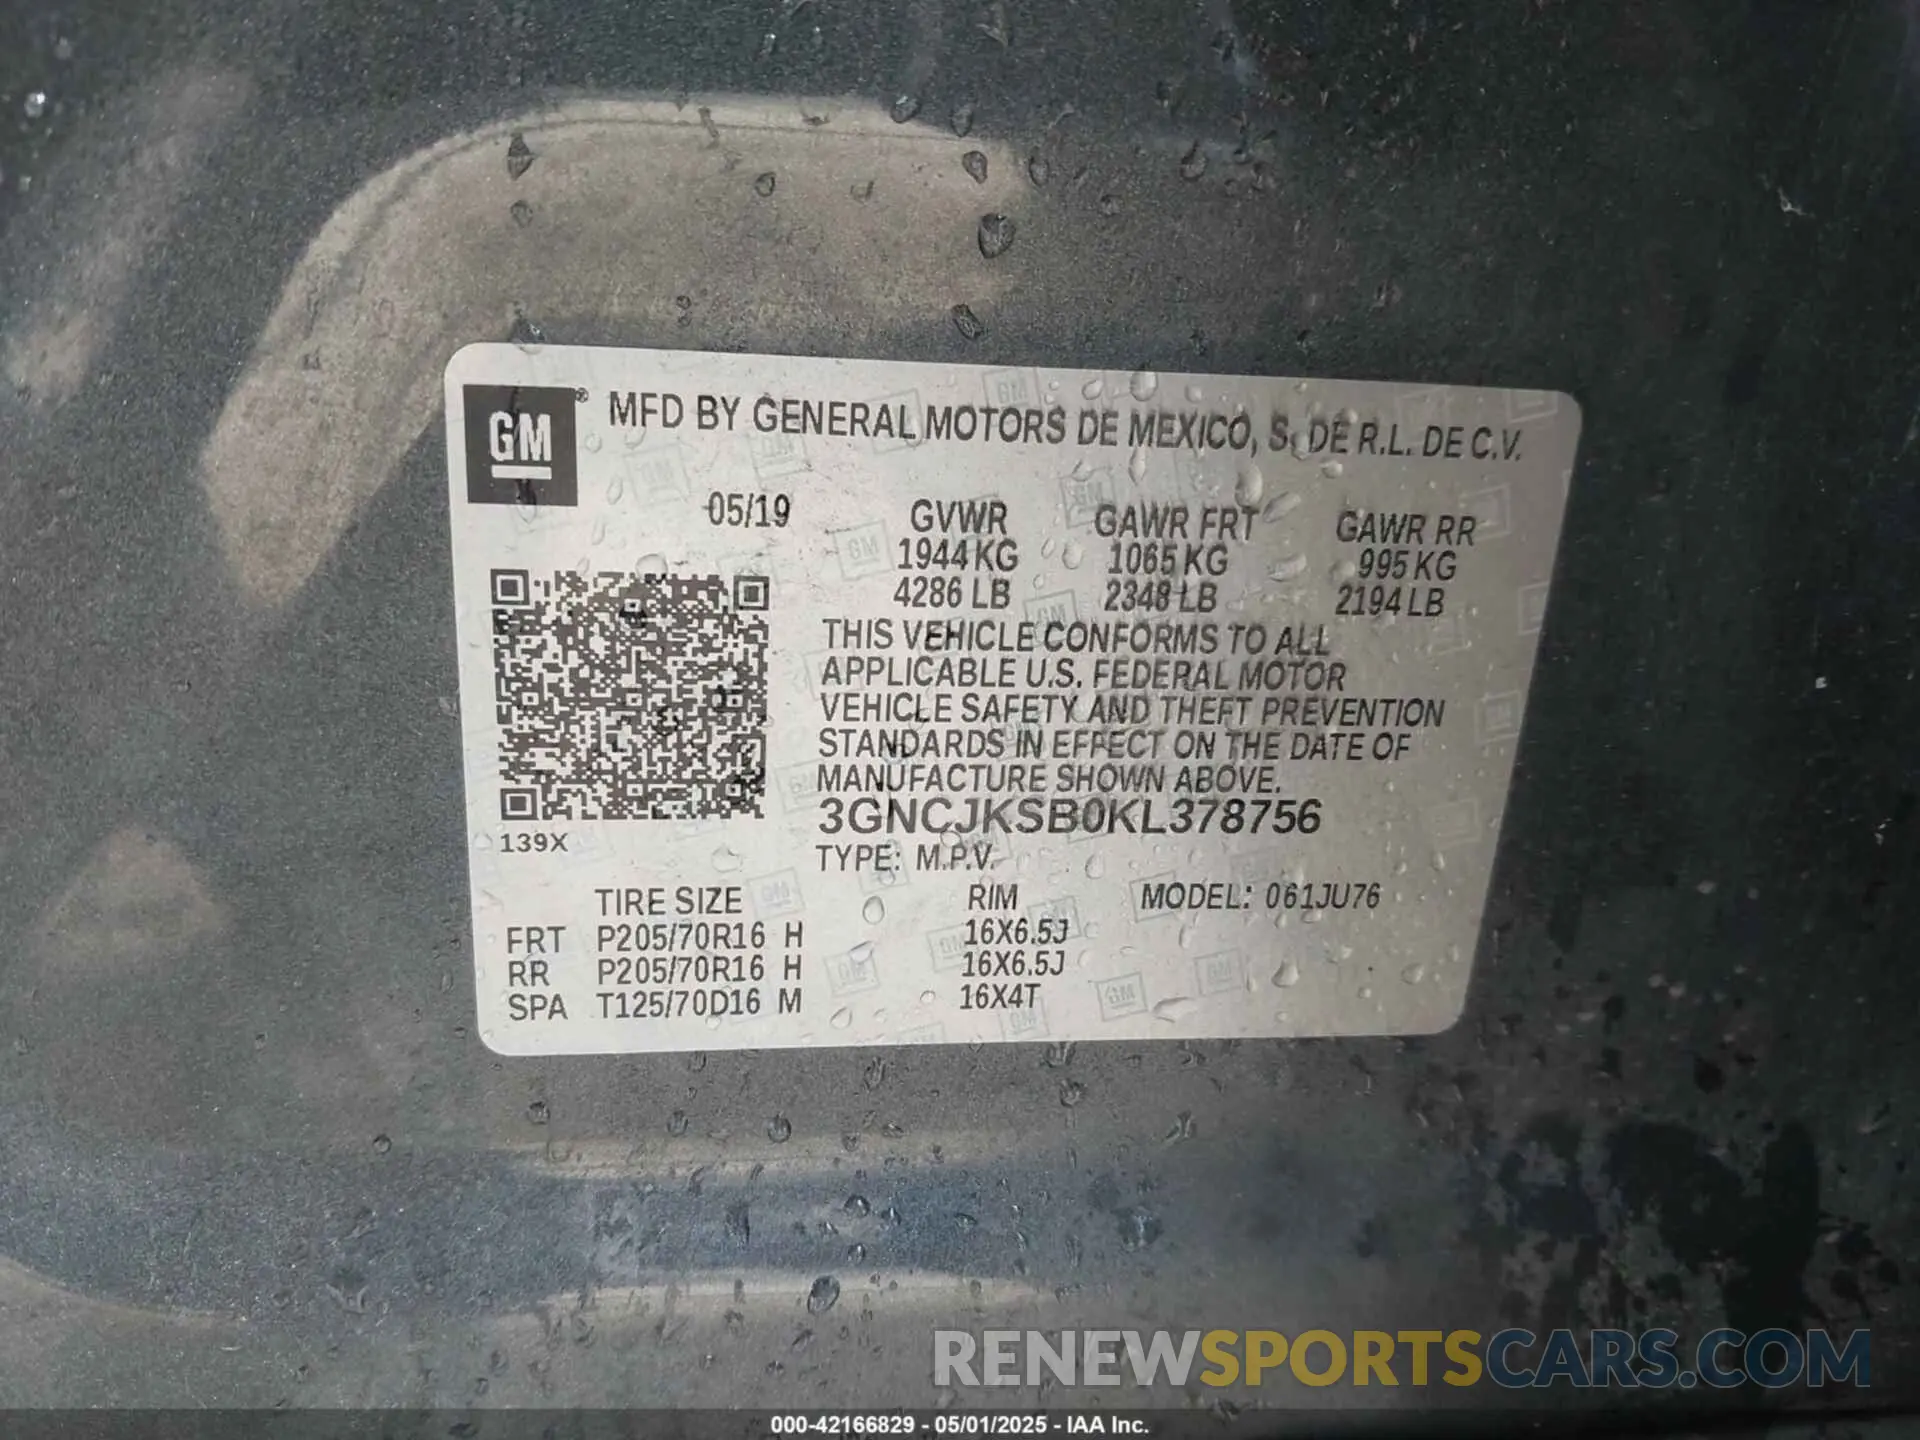 GM ® MFD BY GENERAL MOTORS DE MEXICO, S. DE R.L. DE C.V.
05/19 GVWR GAWR FRT GAWR RR
1944 KG 1065 KG 995 KG
4286 LB 2348 LB 2194 LB
THIS VEHICLE CONFORMS TO ALL
APPLICABLE U.S. FEDERAL MOTOR
VEHICLE SAFETY AND THEFT PREVENTION
STANDARDS IN EFFECT ON THE DATE OF
MANUFACTURE SHOWN ABOVE.
3GNCJKSB0KL378756
139X
TYPE: M.P.V.
TIRE SIZE RIM MODEL: 061JU76
FRT P205/70R16 H 16X6.5J
RR P205/70R16 H 16X6.5J
SPA T125/70D16 M 16X4T
RENEWSPORTSCARS.COM
000-42166829 - 05/01/2025 - IAA Inc.